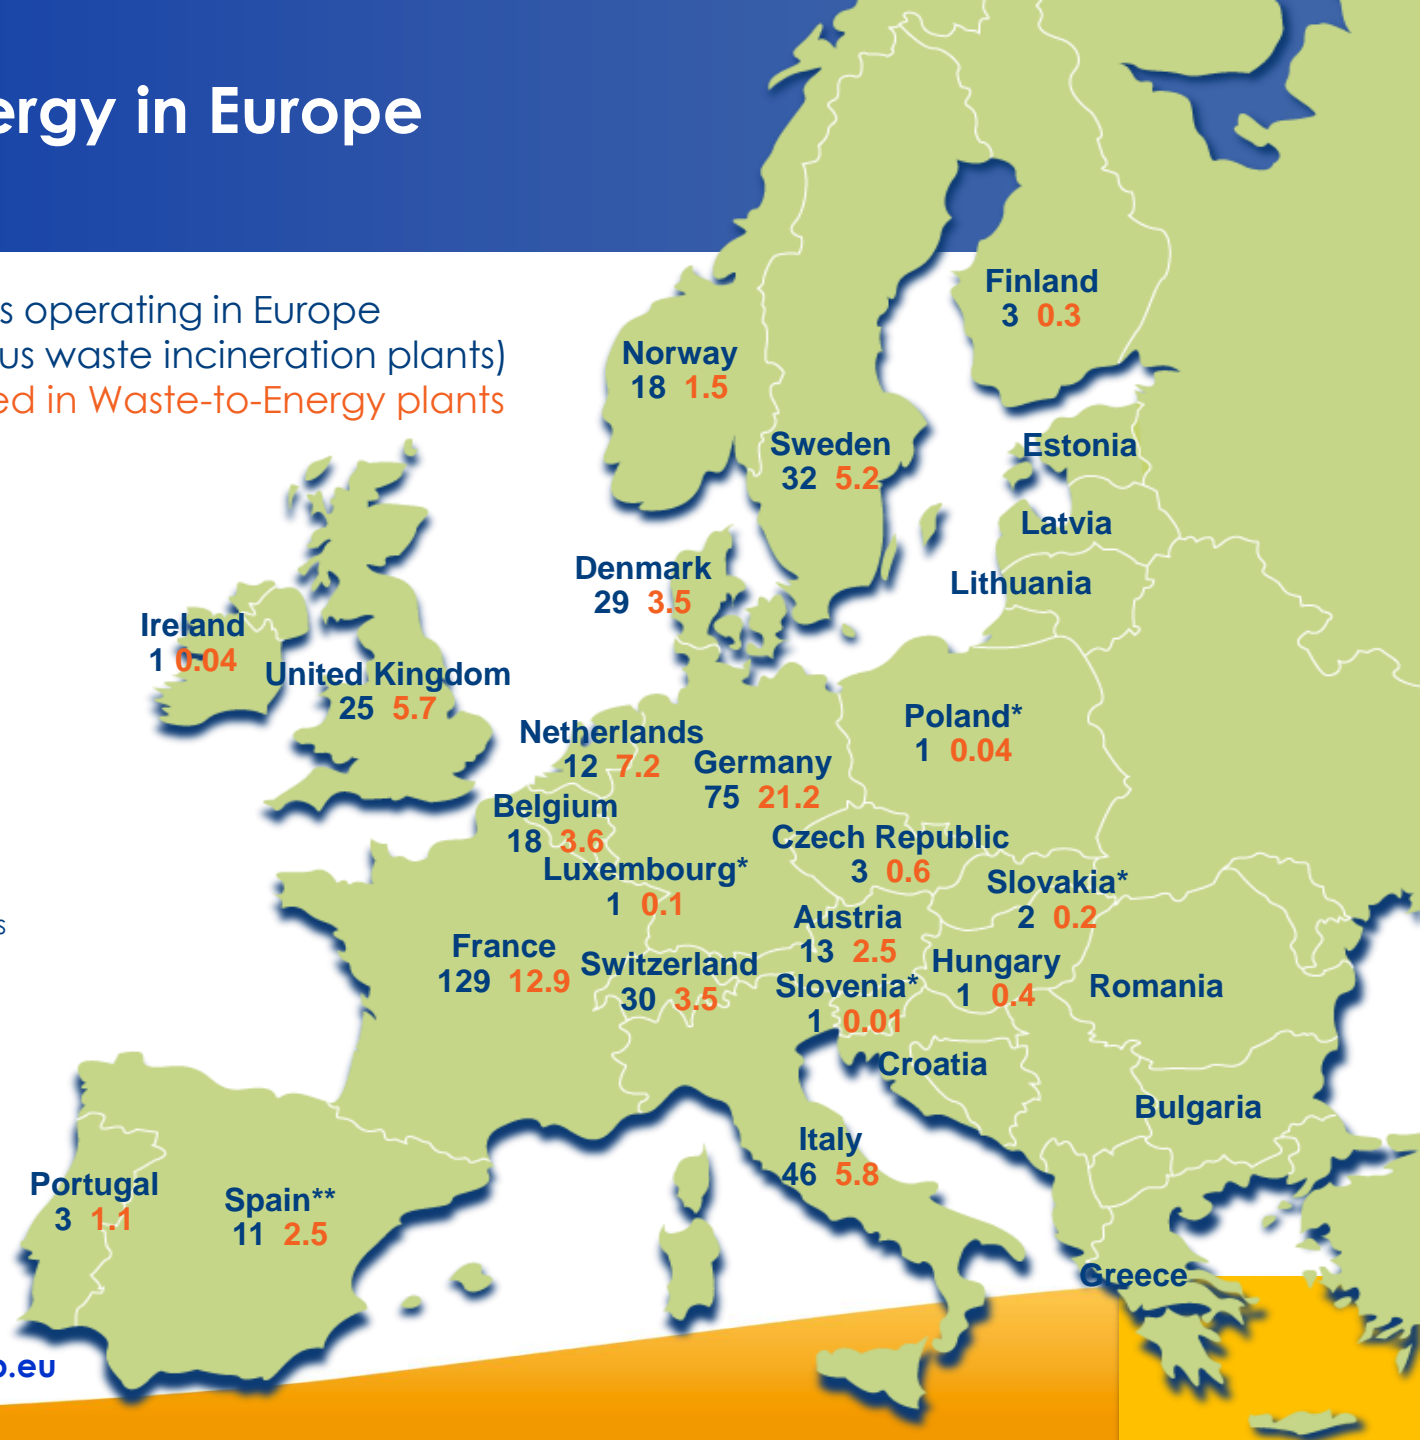 ergy in Europe
s operating in Europe
us waste incineration plants)
ed in Waste-to-Energy plants
Finland
3 0.3
Norway
18 1.5
Sweden
32 5.2
Estonia
Latvia
Lithuania
Denmark
29 3.5
Ireland
1 0.04
United Kingdom
25 5.7
Netherlands
12 7.2
Germany
75 21.2
Poland*
1 0.04
Belgium
18 3.6
Luxembourg*
1 0.1
Czech Republic
3 0.6
Slovakia*
2 0.2
Austria
13 2.5
s
France
129 12.9
Switzerland
30 3.5
Slovenia*
1 0.01
Hungary
1 0.4
Romania
Croatia
Bulgaria
Italy
46 5.8
Portugal
3 1.1
Spain**
11 2.5
Greece
.eu